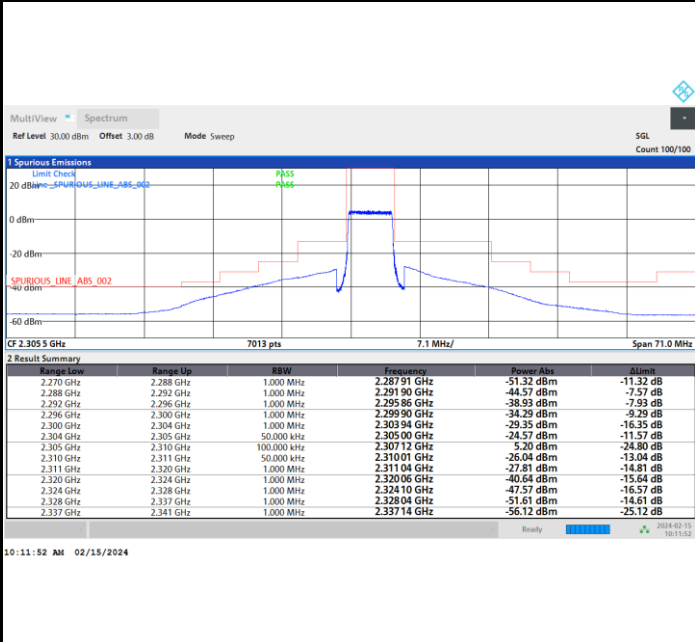 MultiView Spectrum
Ref Level 30.00 dBm Offset 3.00 dB Mode Sweep SGL
Count 100/100
1 Spurious Emissions
Limit Check PASS
Line _SPURIOUS_LINE_ABS_002 PASS
20 dBm
0 dBm
-20 dBm
_SPURIOUS_LINE_ABS_002
-40 dBm
-60 dBm
CF 2.305 5 GHz 7013 pts 7.1 MHz/ Span 71.0 MHz
2 Result Summary
Range Low Range Up RBW Frequency Power Abs ΔLimit
2.270 GHz 2.288 GHz 1.000 MHz 2.287 91 GHz -51.32 dBm -11.32 dB
2.288 GHz 2.292 GHz 1.000 MHz 2.291 90 GHz -44.57 dBm -7.57 dB
2.292 GHz 2.296 GHz 1.000 MHz 2.295 86 GHz -38.93 dBm -7.93 dB
2.296 GHz 2.300 GHz 1.000 MHz 2.299 90 GHz -34.29 dBm -9.29 dB
2.300 GHz 2.304 GHz 1.000 MHz 2.303 94 GHz -29.35 dBm -16.35 dB
2.304 GHz 2.305 GHz 50.000 kHz 2.305 00 GHz -24.57 dBm -11.57 dB
2.305 GHz 2.310 GHz 100.000 kHz 2.307 12 GHz 5.20 dBm -24.80 dB
2.310 GHz 2.311 GHz 50.000 kHz 2.310 01 GHz -26.04 dBm -13.04 dB
2.311 GHz 2.320 GHz 1.000 MHz 2.311 04 GHz -27.81 dBm -14.81 dB
2.320 GHz 2.324 GHz 1.000 MHz 2.320 06 GHz -40.64 dBm -15.64 dB
2.324 GHz 2.328 GHz 1.000 MHz 2.324 10 GHz -47.57 dBm -16.57 dB
2.328 GHz 2.337 GHz 1.000 MHz 2.328 04 GHz -51.61 dBm -14.61 dB
2.337 GHz 2.341 GHz 1.000 MHz 2.337 14 GHz -56.12 dBm -25.12 dB
Ready 2024-02-15
10:11:52
10:11:52 AM 02/15/2024